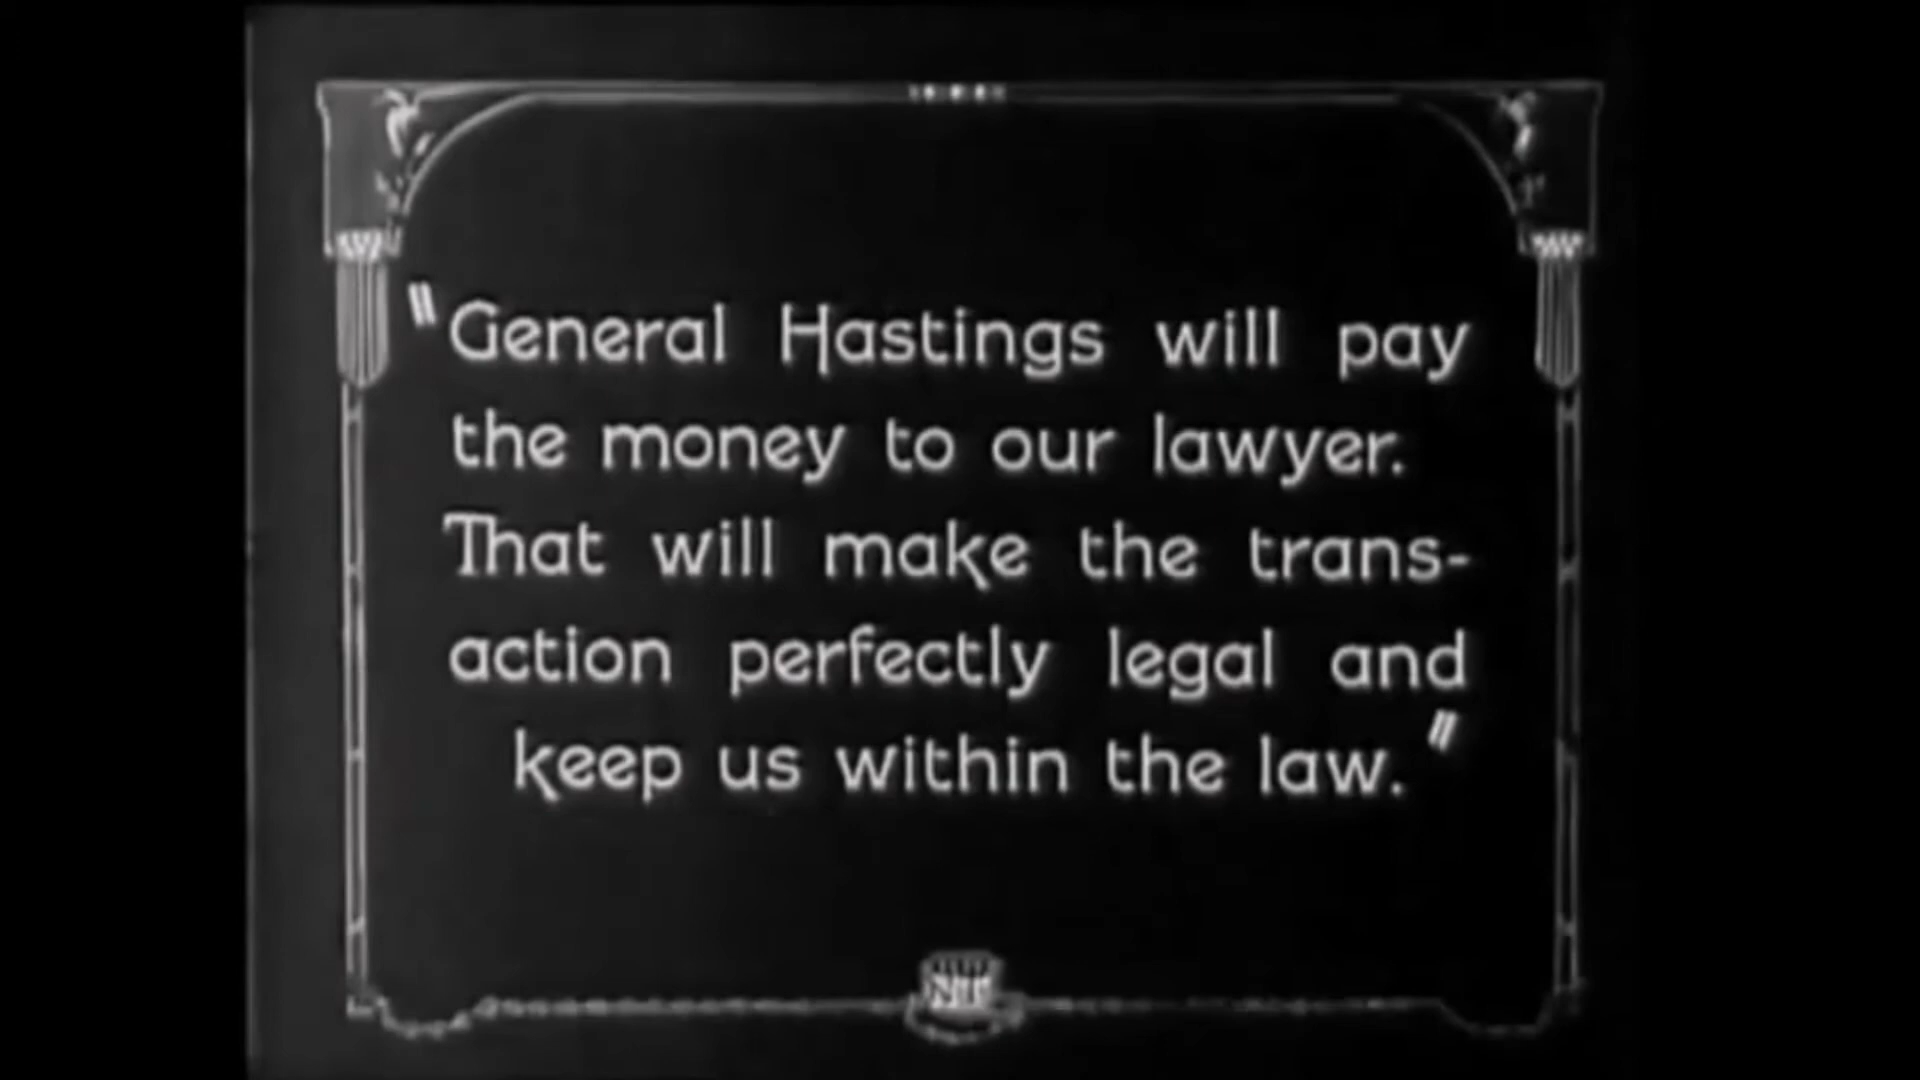 "General Hastings will pay
the money to our lawyer.
That will make the trans-
action perfectly legal and
keep us within the law."
NT